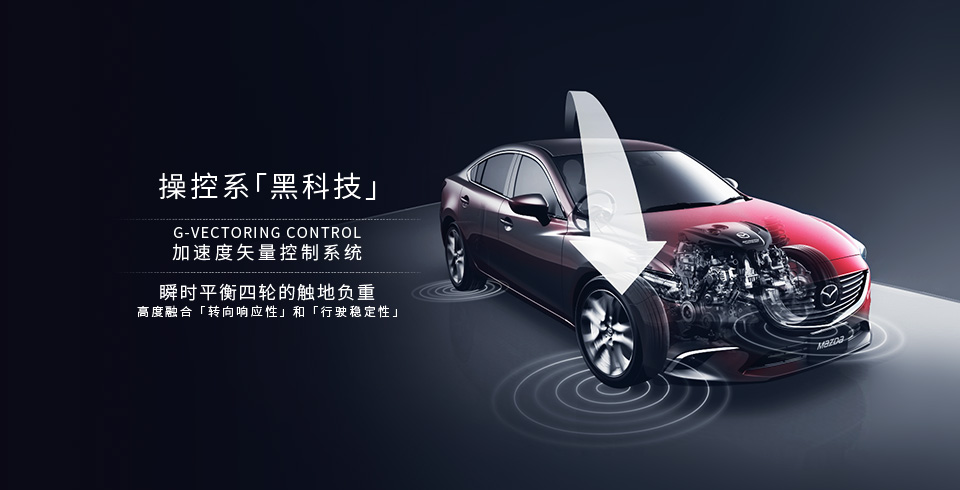 操控系「黑科技」
G-VECTORING CONTROL
加速度矢量控制系统
瞬时平衡四轮的触地负重
高度融合「转向响应性」和「行驶稳定性」
mazda